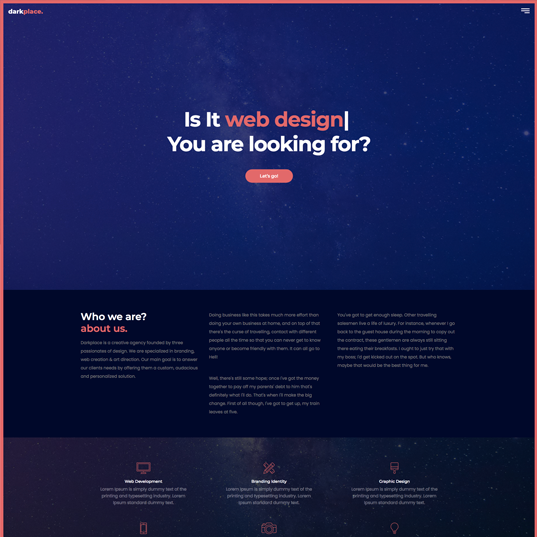 darkplace.
Is It web design|
You are looking for?
Let's go!
Who we are?
about us.
Darkplace is a creative agency founded by three
passionates of design. We are specialized in branding,
web creation & art direction. Our main goal is to answer
our clients needs by offering them a custom, audacious
and personalized solution.
Doing business like this takes much more effort than
doing your own business at home, and on top of that
there's the curse of travelling, contact with different
people all the time so that you can never get to know
anyone or become friendly with them. It can all go to
Hell!
Well, there's still some hope; once I've got the money
together to pay off my parents' debt to him that's
definitely what I'll do. That's when I'll make the big
change. First of all though, I've got to get up, my train
leaves at five.
You've got to get enough sleep. Other travelling
salesmen live a life of luxury. For instance, whenever I go
back to the guest house during the morning to copy out
the contract, these gentlemen are always still sitting
there eating their breakfasts. I ought to just try that with
my boss; I'd get kicked out on the spot. But who knows,
maybe that would be the best thing for me.
Web Development
Lorem Ipsum is simply dummy text of the
printing and typesetting industry. Lorem
Ipsum standard dummy text.
Branding Identity
Lorem Ipsum is simply dummy text of the
printing and typesetting industry. Lorem
Ipsum standard dummy text.
Graphic Design
Lorem Ipsum is simply dummy text of the
printing and typesetting industry. Lorem
Ipsum standard dummy text.